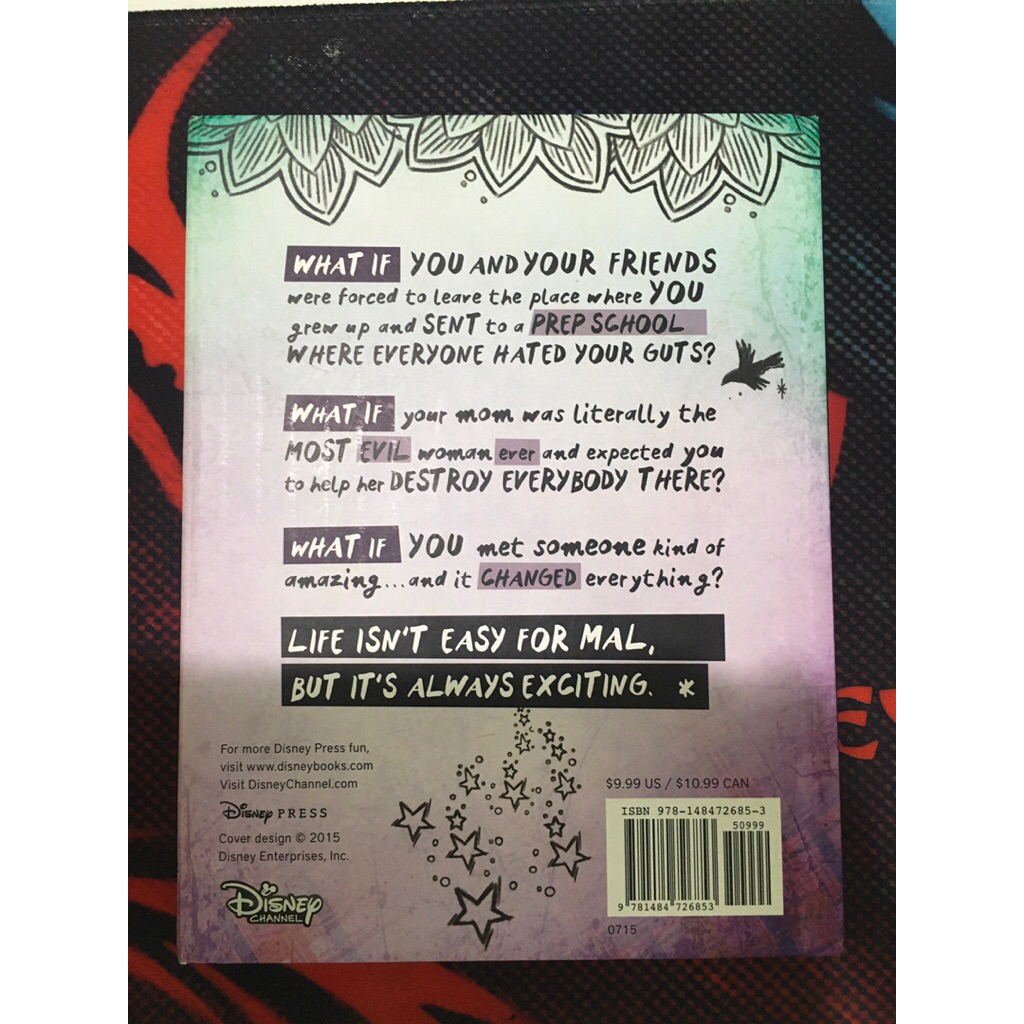 WHAT IF YOU AND YOUR FRIENDS
were forced to leave the place where YOU
grew up and SENT to a PREP SCHOOL
WHERE EVERYONE HATED YOUR GUTS?
WHAT IF your mom was literally the
MOST EVIL woman ever and expected you
to help her DESTROY EVERYBODY THERE?
WHAT IF YOU met someone kind of
amazing...and it CHANGED everything?
LIFE ISN'T EASY FOR MAL,
BUT IT'S ALWAYS EXCITING. *
For more Disney Press fun,
visit www.disneybooks.com
Visit DisneyChannel.com
Disney PRESS
Cover design © 2015
Disney Enterprises, Inc.
DISNEY
CHANNEL
$9.99 US / $10.99 CAN
ISBN 978-148472685-3
50999
9 781484 726853
0715